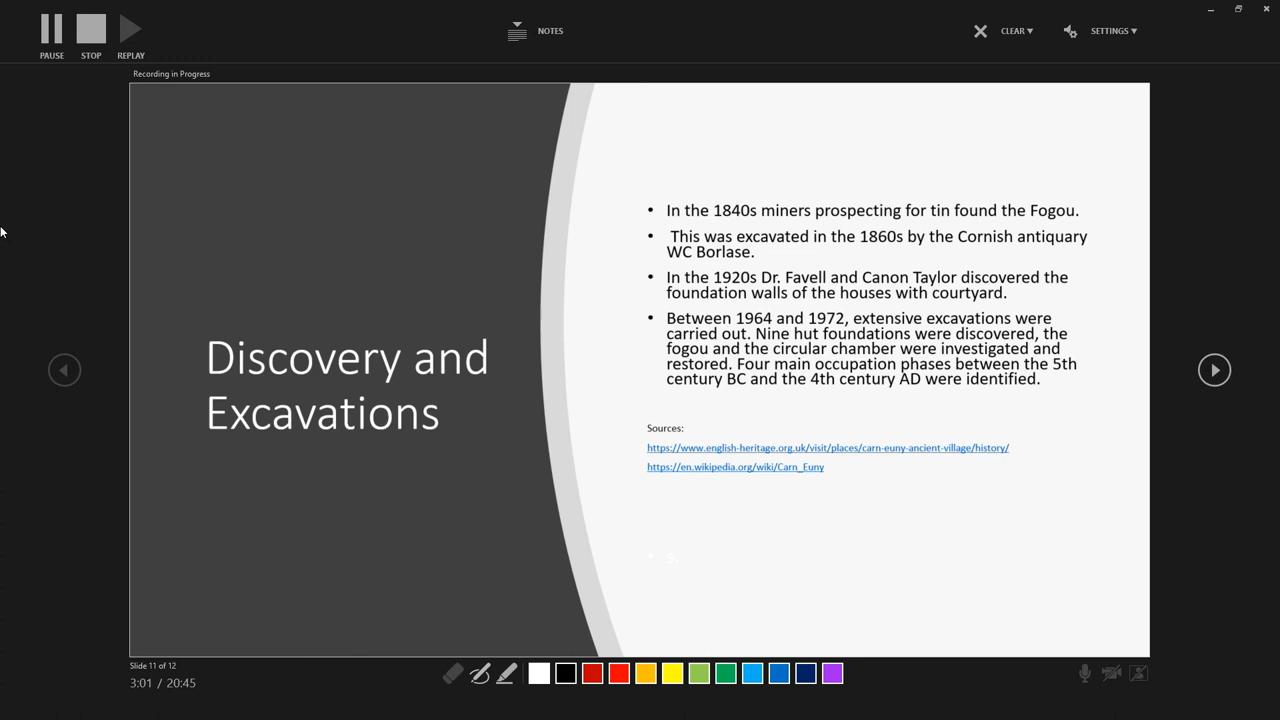 PAUSE
STOP
REPLAY
NOTES
CLEAR
SETTINGS
Recording in Progress
Discovery and
Excavations
• In the 1840s miners prospecting for tin found the Fogou.
• This was excavated in the 1860s by the Cornish antiquary
WC Borlase.
• In the 1920s Dr. Favell and Canon Taylor discovered the
foundation walls of the houses with courtyard.
• Between 1964 and 1972, extensive excavations were
carried out. Nine hut foundations were discovered, the
fogou and the circular chamber were investigated and
restored. Four main occupation phases between the 5th
century BC and the 4th century AD were identified.
Sources:
https://www.english-heritage.org.uk/visit/places/carn-euny-ancient-village/history/
https://en.wikipedia.org/wiki/Carn_Euny
• s.
Slide 11 of 12
3:01 / 20:45